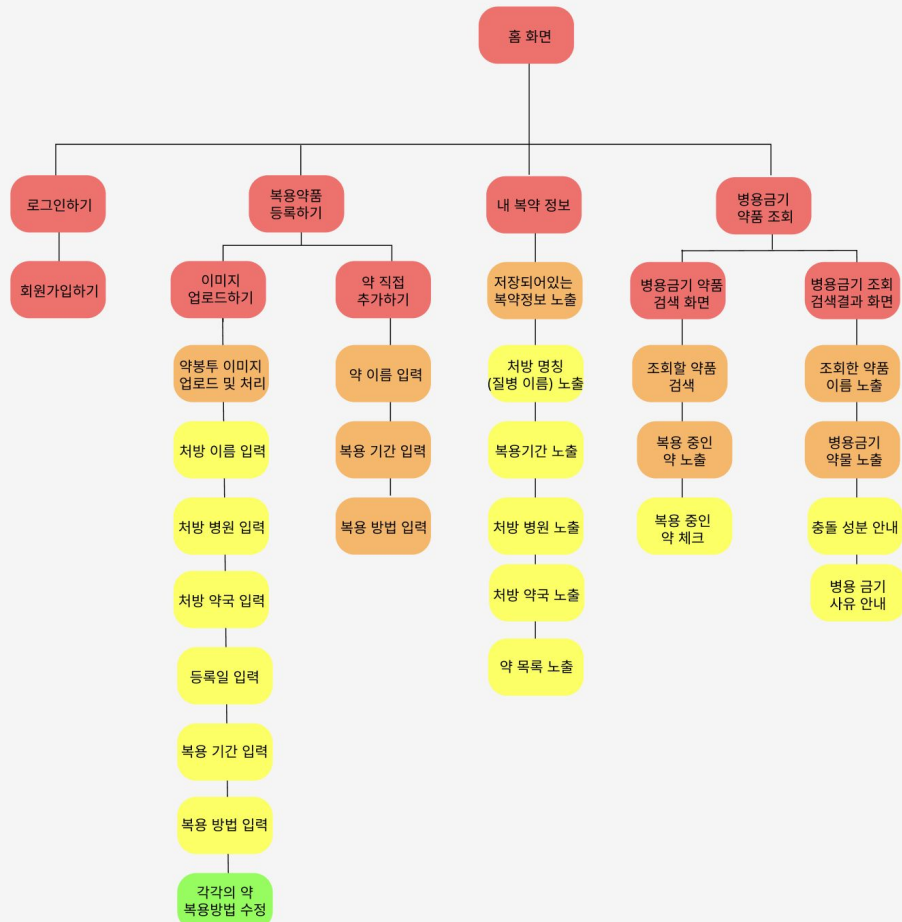 홈 화면
로그인하기
회원가입하기
복용약품
등록하기
이미지
업로드하기
약봉투 이미지
업로드 및 처리
처방 이름 입력
처방 병원 입력
처방 약국 입력
등록일 입력
복용 기간 입력
복용 방법 입력
각각의 약
복용방법 수정
약 직접
추가하기
약 이름 입력
복용 기간 입력
복용 방법 입력
내 복약 정보
저장되어있는
복약정보 노출
처방 명칭
(질병 이름) 노출
복용기간 노출
처방 병원 노출
처방 약국 노출
약 목록 노출
병용금기
약품 조회
병용금기 약품
검색 화면
조회할 약품
검색
복용 중인
약 노출
복용 중인
약 체크
병용금기 조회
검색결과 화면
조회한 약품
이름 노출
병용금기
약물 노출
충돌 성분 안내
병용 금기
사유 안내